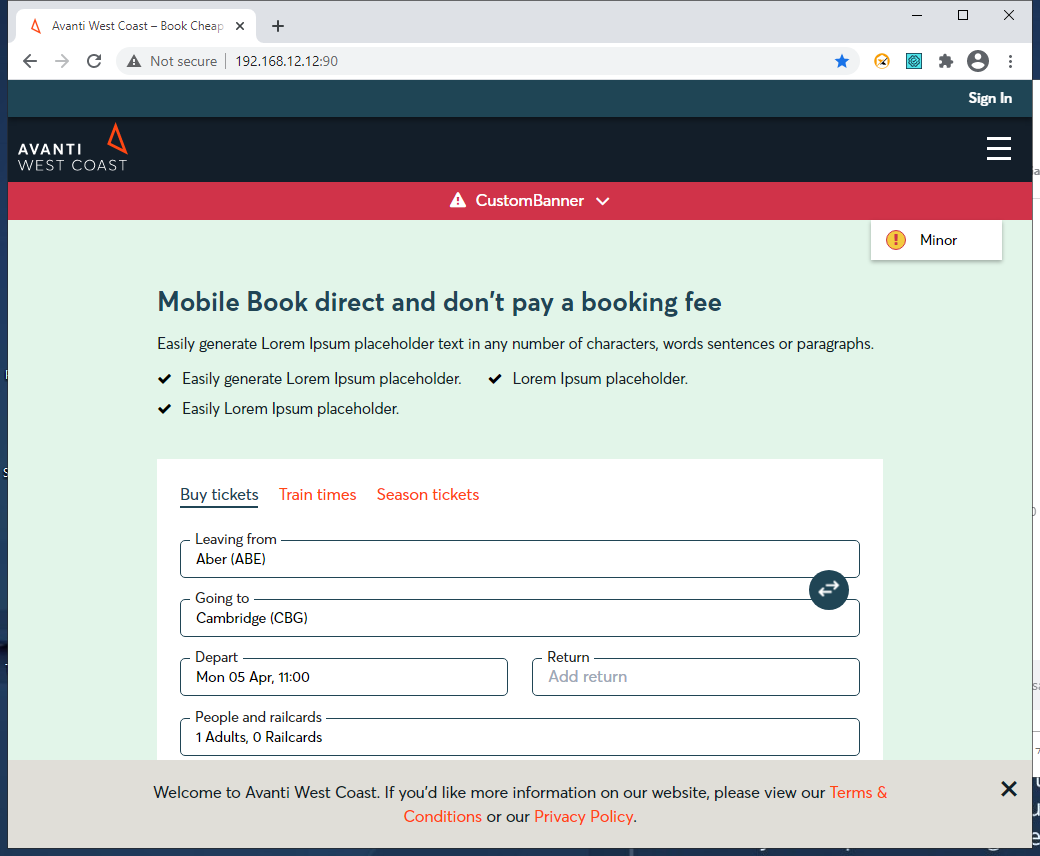 Avanti West Coast – Book Cheap
Not secure
192.168.12.12:90
Sign In
AVANTI
WEST COAST
CustomBanner
Minor
Mobile Book direct and don't pay a booking fee
Easily generate Lorem Ipsum placeholder text in any number of characters, words sentences or paragraphs.
Easily generate Lorem Ipsum placeholder. Lorem Ipsum placeholder.
Easily Lorem Ipsum placeholder.
Buy tickets Train times Season tickets
Leaving from
Aber (ABE)
Going to
Cambridge (CBG)
Depart Return
Mon 05 Apr, 11:00 Add return
People and railcards
1 Adults, 0 Railcards
Welcome to Avanti West Coast. If you'd like more information on our website, please view our Terms &
Conditions or our Privacy Policy.